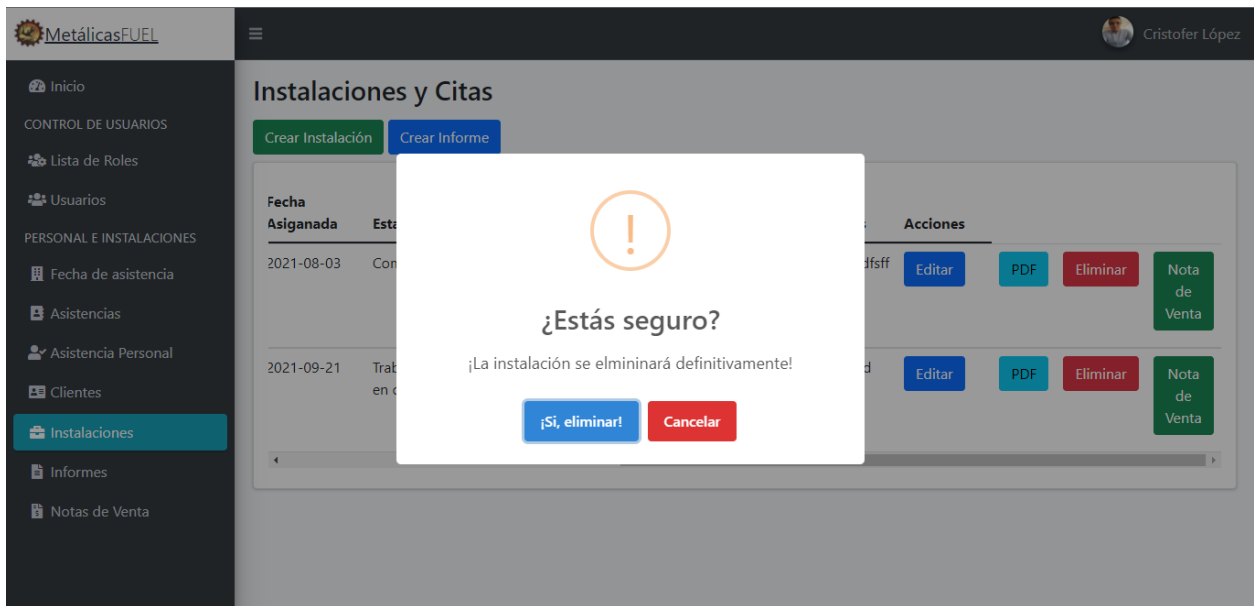 MetálicasFUEL
Cristofer López
Inicio
CONTROL DE USUARIOS
Lista de Roles
Usuarios
PERSONAL E INSTALACIONES
Fecha de asistencia
Asistencias
Asistencia Personal
Clientes
Instalaciones
Informes
Notas de Venta
Instalaciones y Citas
Crear Instalación Crear Informe
Fecha
Asiganada Acciones
2021-08-03 Editar PDF Eliminar Nota
de
Venta
2021-09-21 Editar PDF Eliminar Nota
en de
Venta
!
¿Estás seguro?
¡La instalación se elmininará definitivamente!
¡Si, eliminar! Cancelar